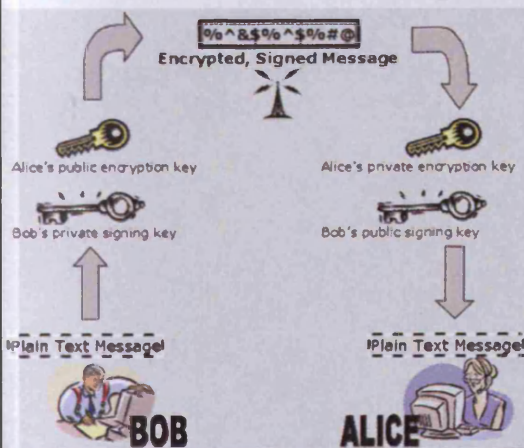 %^&$%^$%#@
Encrypted, Signed Message
Alice's public encryption key
Alice's private encryption key
Bob's private signing key
Bob's public signing key
Plain Text Message
Plain Text Message
BOB
ALICE